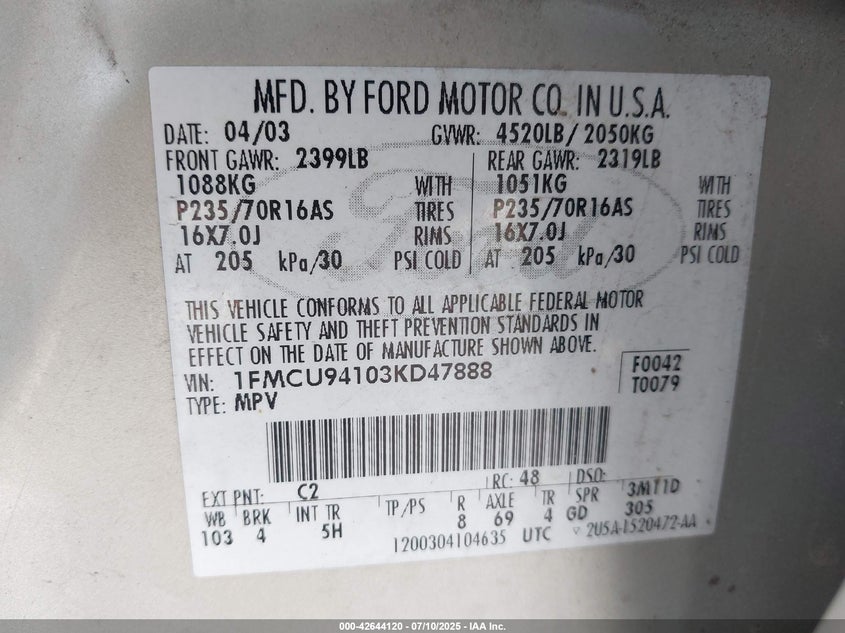 MFD. BY FORD MOTOR CO. IN U.S.A.
DATE: 04/03 GVWR: 4520LB/ 2050KG
FRONT GAWR: 2399LB REAR GAWR: 2319LB
1088KG WITH 1051KG WITH
P235/70R16AS TIRES P235/70R16AS TIRES
16X7.0J RIMS 16X7.0J RIMS
AT 205 kPa/30 PSI COLD AT 205 kPa/30 PSI COLD
THIS VEHICLE CONFORMS TO ALL APPLICABLE FEDERAL MOTOR
VEHICLE SAFETY AND THEFT PREVENTION STANDARDS IN
EFFECT ON THE DATE OF MANUFACTURE SHOWN ABOVE.
VIN: 1FMCU94103KD47888 F0042
TYPE: MPV T0079
EXT PNT: C2 RC: 48 DSO:
WB BRK INT TR TP/PS R AXLE TR SPR 3M11D
103 4 5H 8 69 4 GD 305
1200304104635 UTC 2U5A-1520472-AA
Ford
000-42644120 - 07/10/2025 - IAA Inc.